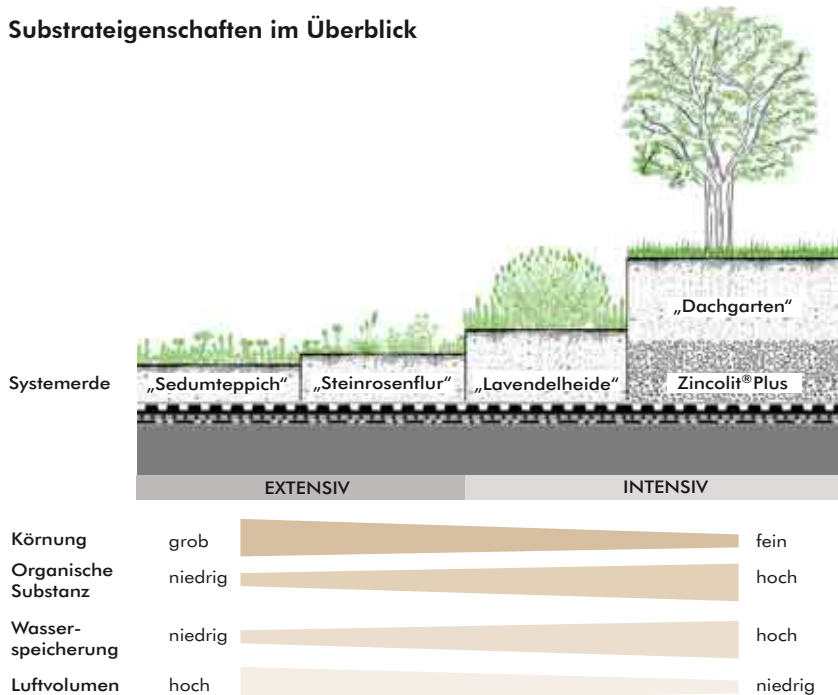 Substrateigenschaften im Überblick
„Dachgarten“
Systemerde „Sedumteppich“ „Steinrosenflur“ „Lavendelheide“ Zincolit®Plus
EXTENSIV INTENSIV
Körnung grob fein
Organische
Substanz niedrig hoch
Wasser-
speicherung niedrig hoch
Luftvolumen hoch niedrig